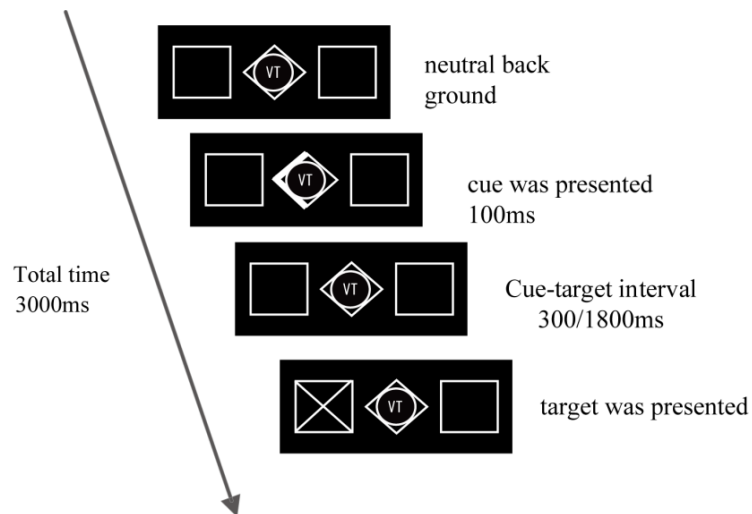 VT
neutral back
ground
VT
cue was presented
100ms
Total time
3000ms
VT
Cue-target interval
300/1800ms
VT
target was presented